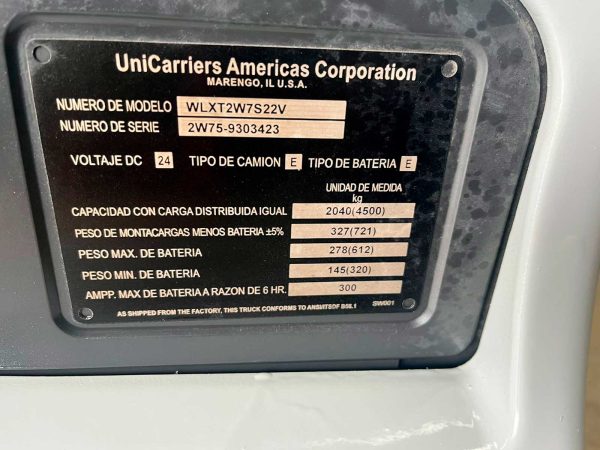 UniCarriers Americas Corporation
MARENGO, IL U.S.A.
NUMERO DE MODELO WLXT2W7S22V
NUMERO DE SERIE 2W75-9303423
VOLTAJE DC 24 TIPO DE CAMION E TIPO DE BATERIA E
UNIDAD DE MEDIDA
kg
CAPACIDAD CON CARGA DISTRIBUIDA IGUAL 2040(4500)
PESO DE MONTACARGAS MENOS BATERIA ±5% 327(721)
PESO MAX. DE BATERIA 278(612)
PESO MIN. DE BATERIA 145(320)
AMPP. MAX DE BATERIA A RAZON DE 6 HR. 300
AS SHIPPED FROM THE FACTORY, THIS TRUCK CONFORMS TO ANSI/ITSDF B56.1 SW001